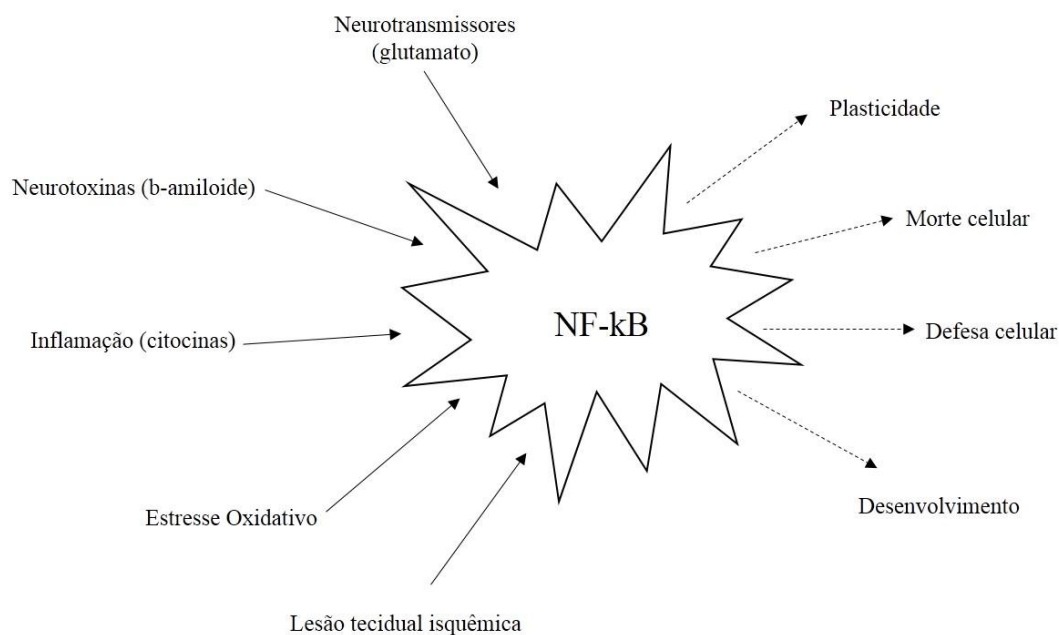 Neurotransmissores
(glutamato)
Plasticidade
Neurotoxinas (b-amiloide)
Morte celular
NF-kB
Inflamação (citocinas)
Defesa celular
Estresse Oxidativo
Desenvolvimento
Lesão tecidual isquêmica